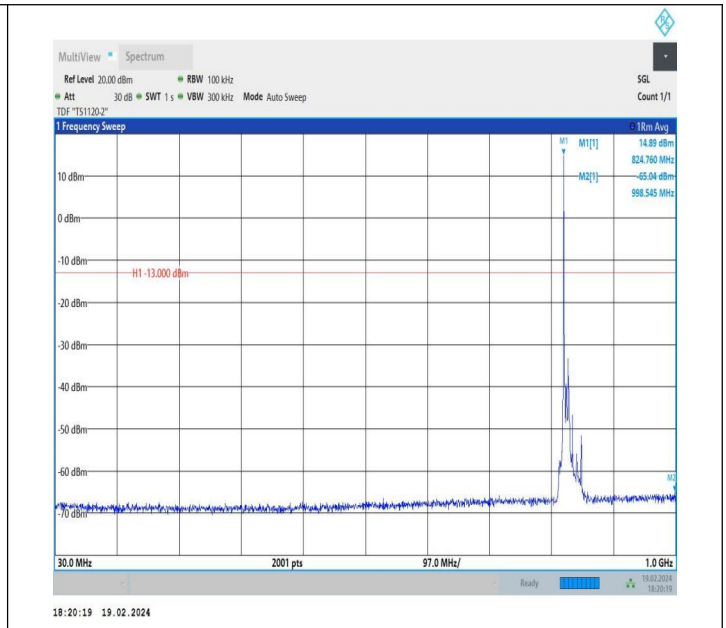 R&S
MultiView Spectrum
Ref Level 20.00 dBm RBW 100 kHz SGL
Att 30 dB SWT 1 s VBW 300 kHz Mode Auto Sweep Count 1/1
TDF "TS1120-2"
1 Frequency Sweep 1Rm Avg
M1 M1[1] 14.89 dBm
824.760 MHz
10 dBm M2[1] -65.04 dBm
998.545 MHz
0 dBm
-10 dBm
H1 -13.000 dBm
-20 dBm
-30 dBm
-40 dBm
-50 dBm
-60 dBm
M2
-70 dBm
30.0 MHz 2001 pts 97.0 MHz/ 1.0 GHz
Ready 19.02.2024
18:20:19
18:20:19 19.02.2024